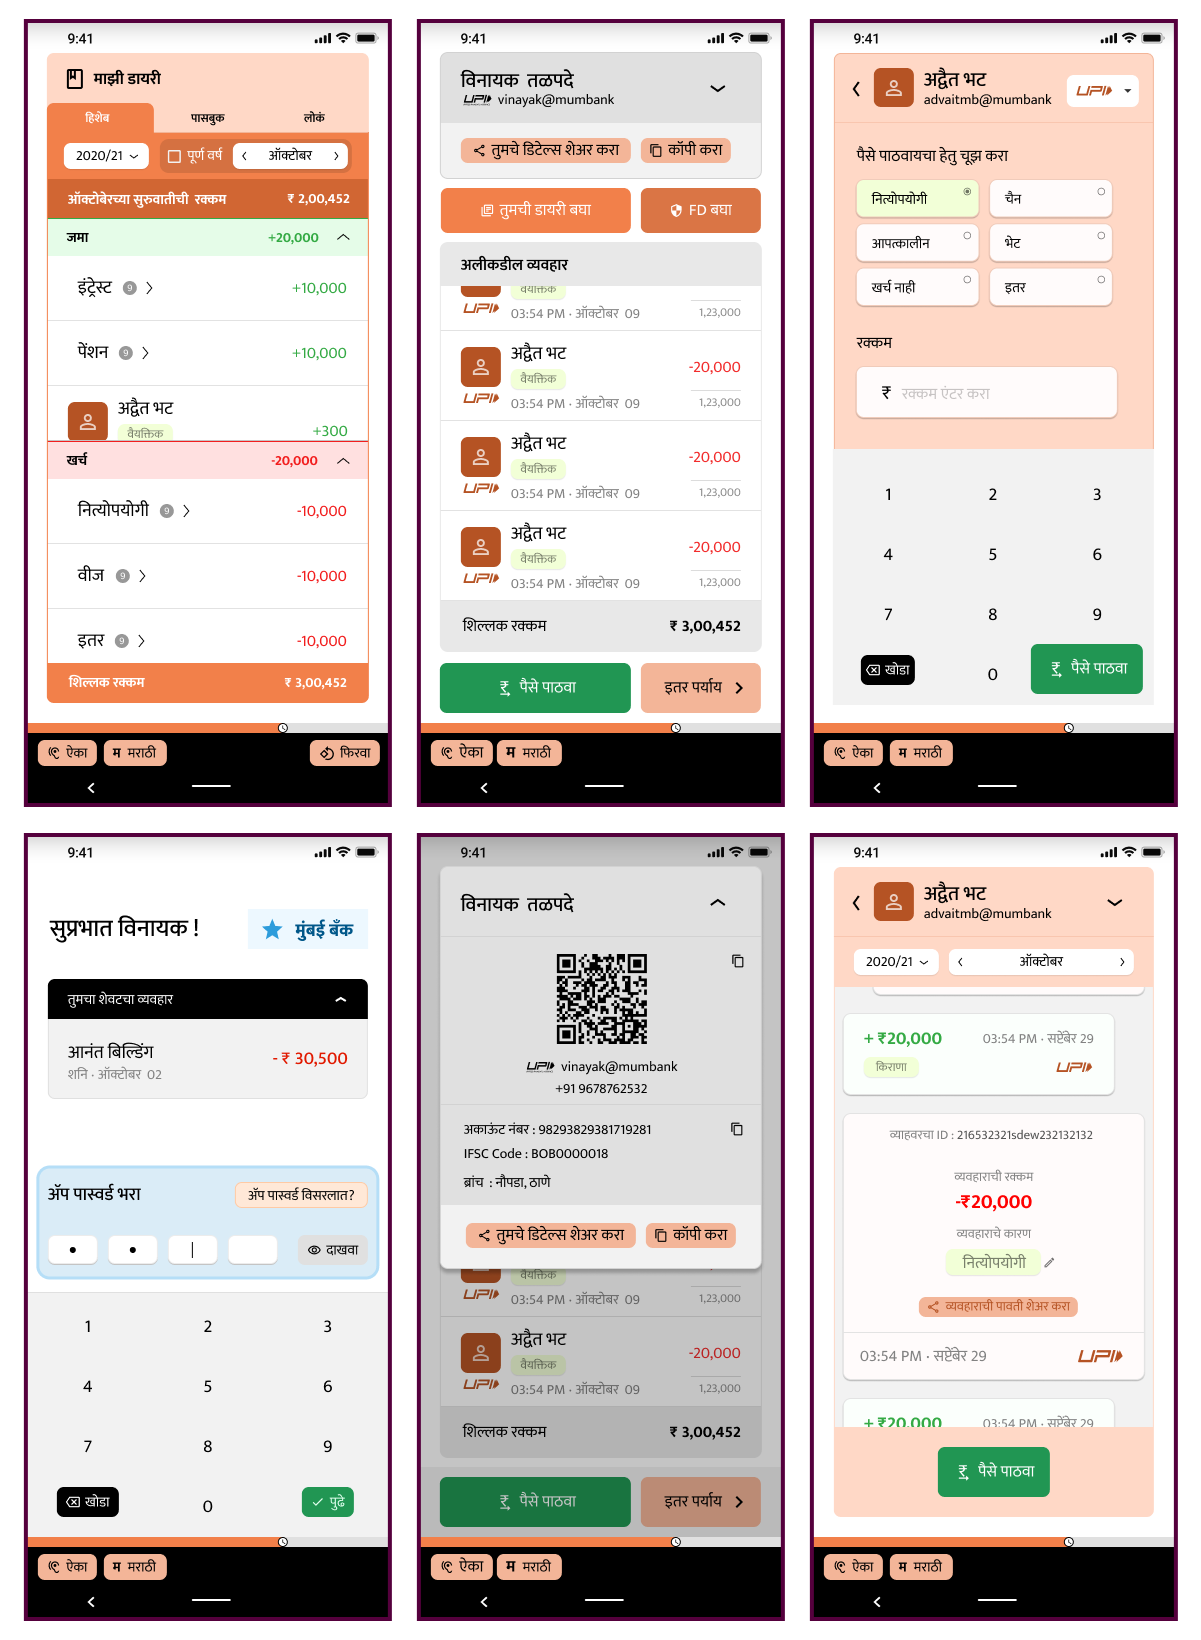 9:41
माझी डायरी
हिशेब पासबुक लोकं
2020/21 पूर्ण वर्ष ऑक्टोबर
ऑक्टोबेरच्या सुरुवातीची रक्कम ₹ 2,00,452
जमा +20,000
इंट्रेस्ट 9 +10,000
पेंशन 9 +10,000
अद्वैत भट
वैयक्तिक +300
खर्च -20,000
नित्योपयोगी 9 -10,000
वीज 9 -10,000
इतर 9 -10,000
शिल्लक रक्कम ₹ 3,00,452
ऐका म मराठी फिरवा
9:41
विनायक तळपदे
UPI vinayak@mumbank
तुमचे डिटेल्स शेअर करा कॉपी करा
तुमची डायरी बघा FD बघा
अलीकडील व्यवहार
वैयक्तिक
UPI 03:54 PM · ऑक्टोबर 09 1,23,000
अद्वैत भट
वैयक्तिक -20,000
UPI 03:54 PM · ऑक्टोबर 09 1,23,000
अद्वैत भट
वैयक्तिक -20,000
UPI 03:54 PM · ऑक्टोबर 09 1,23,000
अद्वैत भट
वैयक्तिक -20,000
UPI 03:54 PM · ऑक्टोबर 09 1,23,000
शिल्लक रक्कम ₹ 3,00,452
पैसे पाठवा इतर पर्याय
ऐका म मराठी
9:41
अद्वैत भट
advaitmb@mumbank UPI
पैसे पाठवायचा हेतु चूझ करा
नित्योपयोगी चैन
आपत्कालीन भेट
खर्च नाही इतर
रक्कम
₹ रक्कम एंटर करा
1 2 3
4 5 6
7 8 9
खोडा 0 पैसे पाठवा
ऐका म मराठी
9:41
सुप्रभात विनायक ! मुंबई बँक
तुमचा शेवटचा व्यवहार
आनंत बिल्डिंग - ₹ 30,500
शनि · ऑक्टोबर 02
ॲप पास्वर्ड भरा ॲप पास्वर्ड विसरलात?
दाखवा
1 2 3
4 5 6
7 8 9
खोडा 0 पुढे
ऐका म मराठी
9:41
विनायक तळपदे
UPI vinayak@mumbank
+91 9678762532
अकाऊंट नंबर : 98293829381719281
IFSC Code : BOB0000018
ब्रांच : नौपडा, ठाणे
तुमचे डिटेल्स शेअर करा कॉपी करा
वैयक्तिक
UPI 03:54 PM · ऑक्टोबर 09 1,23,000
अद्वैत भट
वैयक्तिक -20,000
UPI 03:54 PM · ऑक्टोबर 09 1,23,000
शिल्लक रक्कम ₹ 3,00,452
पैसे पाठवा इतर पर्याय
ऐका म मराठी
9:41
अद्वैत भट
advaitmb@mumbank
2020/21 ऑक्टोबर
+ ₹20,000 03:54 PM · सप्टेंबेर 29
किराणा UPI
व्याहवरचा ID : 216532321sdew232132132
व्यवहाराची रक्कम
-₹20,000
व्यवहाराचे कारण
नित्योपयोगी
व्यवहाराची पावती शेअर करा
03:54 PM · सप्टेंबेर 29 UPI
+ ₹20,000 03:54 PM · सप्टेंबेर 29
पैसे पाठवा
ऐका म मराठी